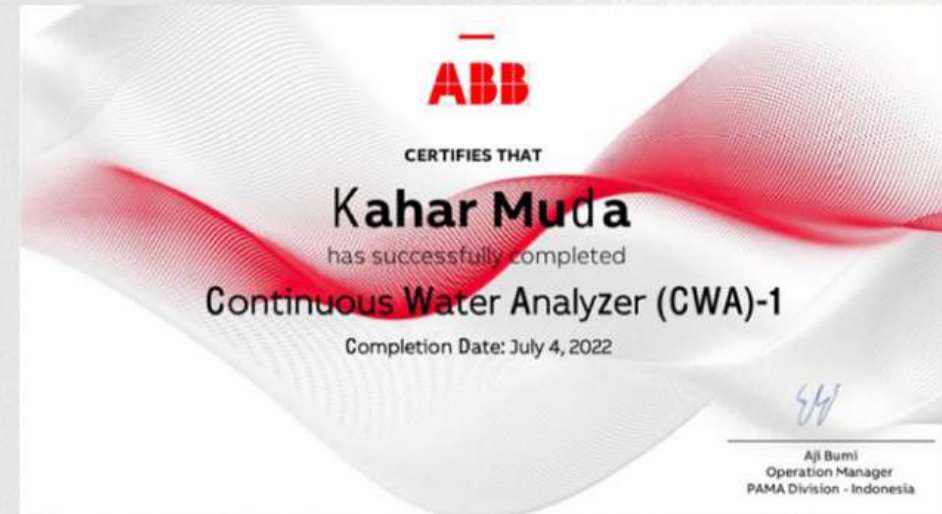 ABB
CERTIFIES THAT
Kahar Muda
has successfully completed
Continuous Water Analyzer (CWA)-1
Completion Date: July 4, 2022
Aji Bumi
Operation Manager
PAMA Division - Indonesia